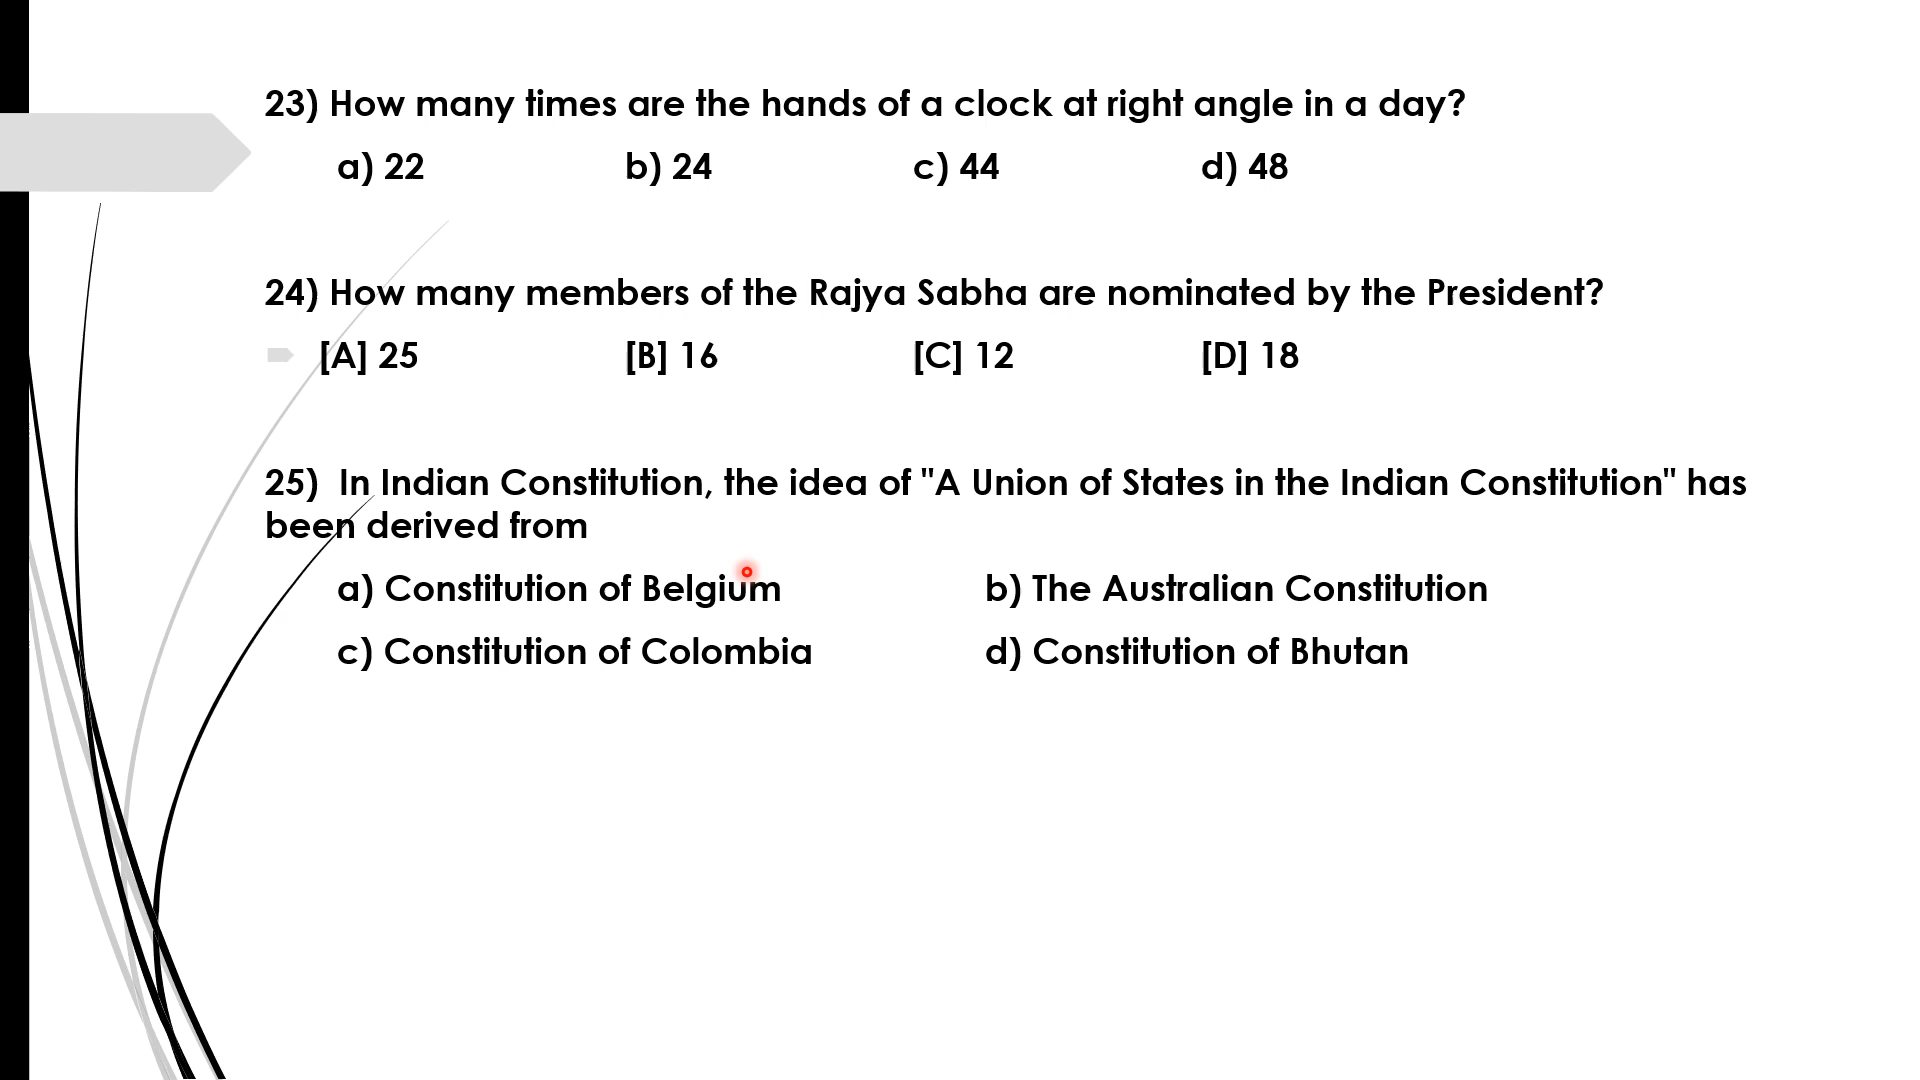 23) How many times are the hands of a clock at right angle in a day?
a) 22 b) 24 c) 44 d) 48
24) How many members of the Rajya Sabha are nominated by the President?
[A] 25 [B] 16 [C] 12 [D] 18
25) In Indian Constitution, the idea of "A Union of States in the Indian Constitution" has
been derived from
a) Constitution of Belgium b) The Australian Constitution
c) Constitution of Colombia d) Constitution of Bhutan